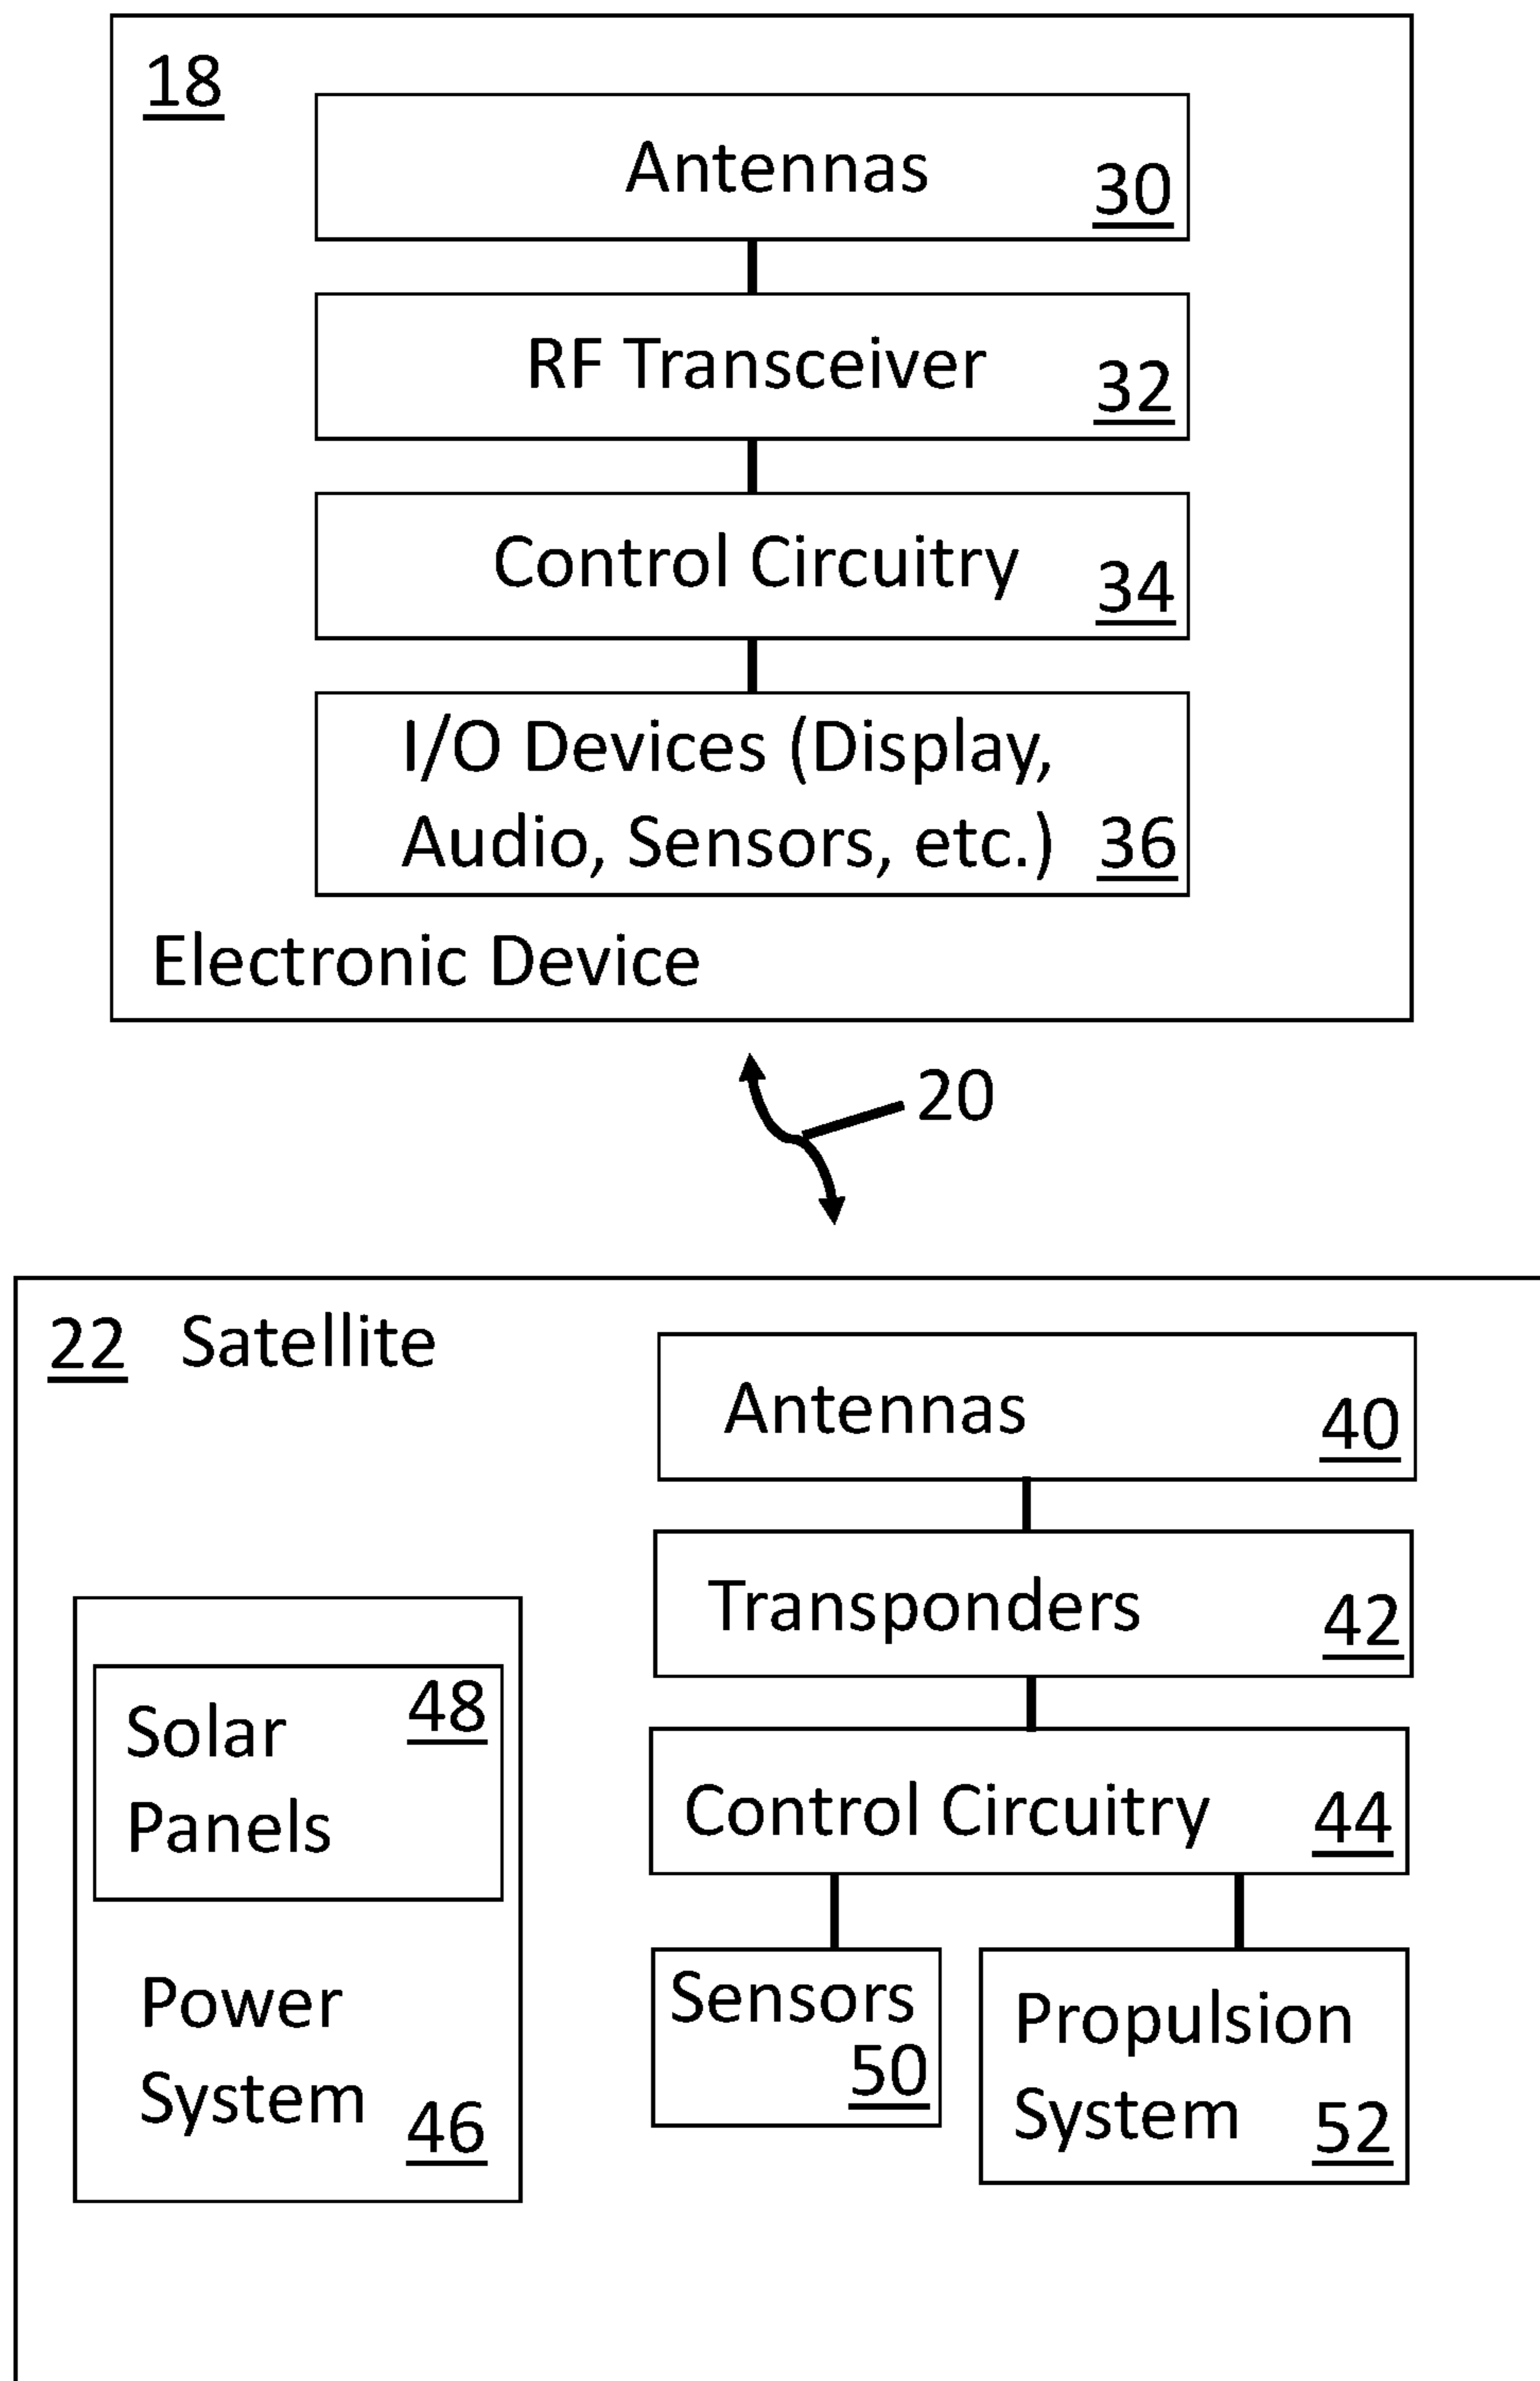 18
Antennas
30
RF Transceiver
32
Control Circuitry
34
I/O Devices (Display,
Audio, Sensors, etc.) 36
Electronic Device
20
22 Satellite
Antennas
40
Transponders
42
Solar
48
Panels
Control Circuitry
44
Power
System
46
Sensors
50
Propulsion
System
52